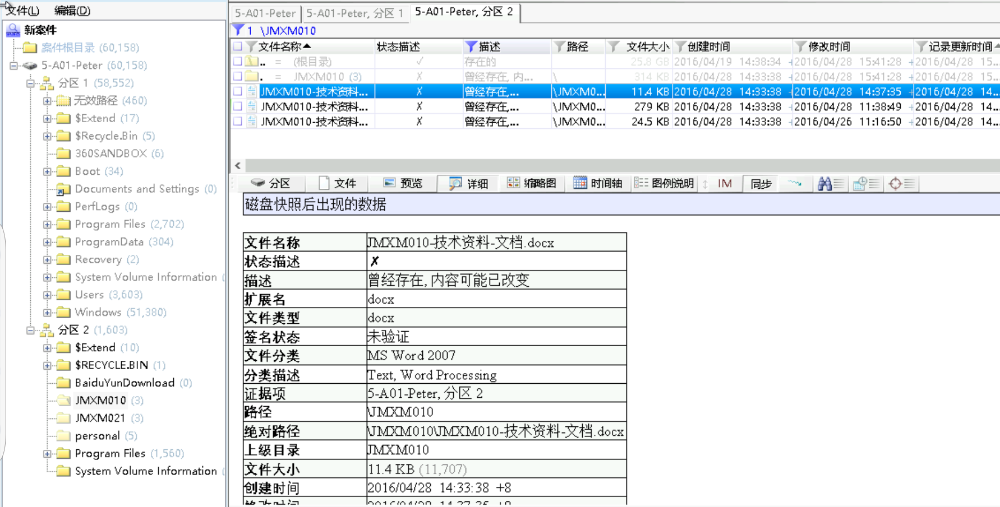 文件(L) 编辑(D)
新案件
案件根目录 (60,158)
5-A01-Peter (60,158)
分区 1 (58,552)
无效路径 (460)
$Extend (17)
$Recycle.Bin (5)
360SANDBOX (6)
Boot (34)
Documents and Settings (0)
PerfLogs (0)
Program Files (2,702)
ProgramData (304)
Recovery (2)
System Volume Information (
Users (3,603)
Windows (51,380)
分区 2 (1,603)
$Extend (10)
$RECYCLE.BIN (1)
BaiduYunDownload (0)
JMXM010 (3)
JMXM021 (3)
personal (5)
Program Files (1,560)
System Volume Information (
5-A01-Peter 5-A01-Peter, 分区 1 5-A01-Peter, 分区 2
1 \JMXM010
文件名称 状态描述 描述 路径 文件大小 创建时间 修改时间 记录更新时间
.. = (根目录) ✓ 存在的 25.8 GB 2016/04/19 14:38:34 + 2016/04/28 15:41:28 + 2016/04/28 15...
. = JMXM010 (3) ✗ 曾经存在, 内... \ 314 KB 2016/04/28 14:33:38 + 2016/04/28 15:41:28 + 2016/04/28 15...
JMXM010-技术资料... ✗ 曾经存在,... \JMXM0... 11.4 KB 2016/04/28 14:33:38 + 2016/04/28 14:37:35 + 2016/04/28 14...
JMXM010-技术资料... ✗ 曾经存在,... \JMXM0... 279 KB 2016/04/28 14:33:38 + 2016/04/28 11:38:49 + 2016/04/28 14...
JMXM010-技术资料... ✗ 曾经存在,... \JMXM0... 24.5 KB 2016/04/28 14:33:38 + 2016/04/26 11:16:50 + 2016/04/28 14...
分区 文件 预览 详细 缩略图 时间轴 图例说明 IM 同步
磁盘快照后出现的数据
文件名称 JMXM010-技术资料-文档.docx
状态描述 ✗
描述 曾经存在, 内容可能已改变
扩展名 docx
文件类型 docx
签名状态 未验证
文件分类 MS Word 2007
分类描述 Text, Word Processing
证据项 5-A01-Peter, 分区 2
路径 \JMXM010
绝对路径 \JMXM010\JMXM010-技术资料-文档.docx
上级目录 JMXM010
文件大小 11.4 KB (11,707)
创建时间 2016/04/28 14:33:38 +8